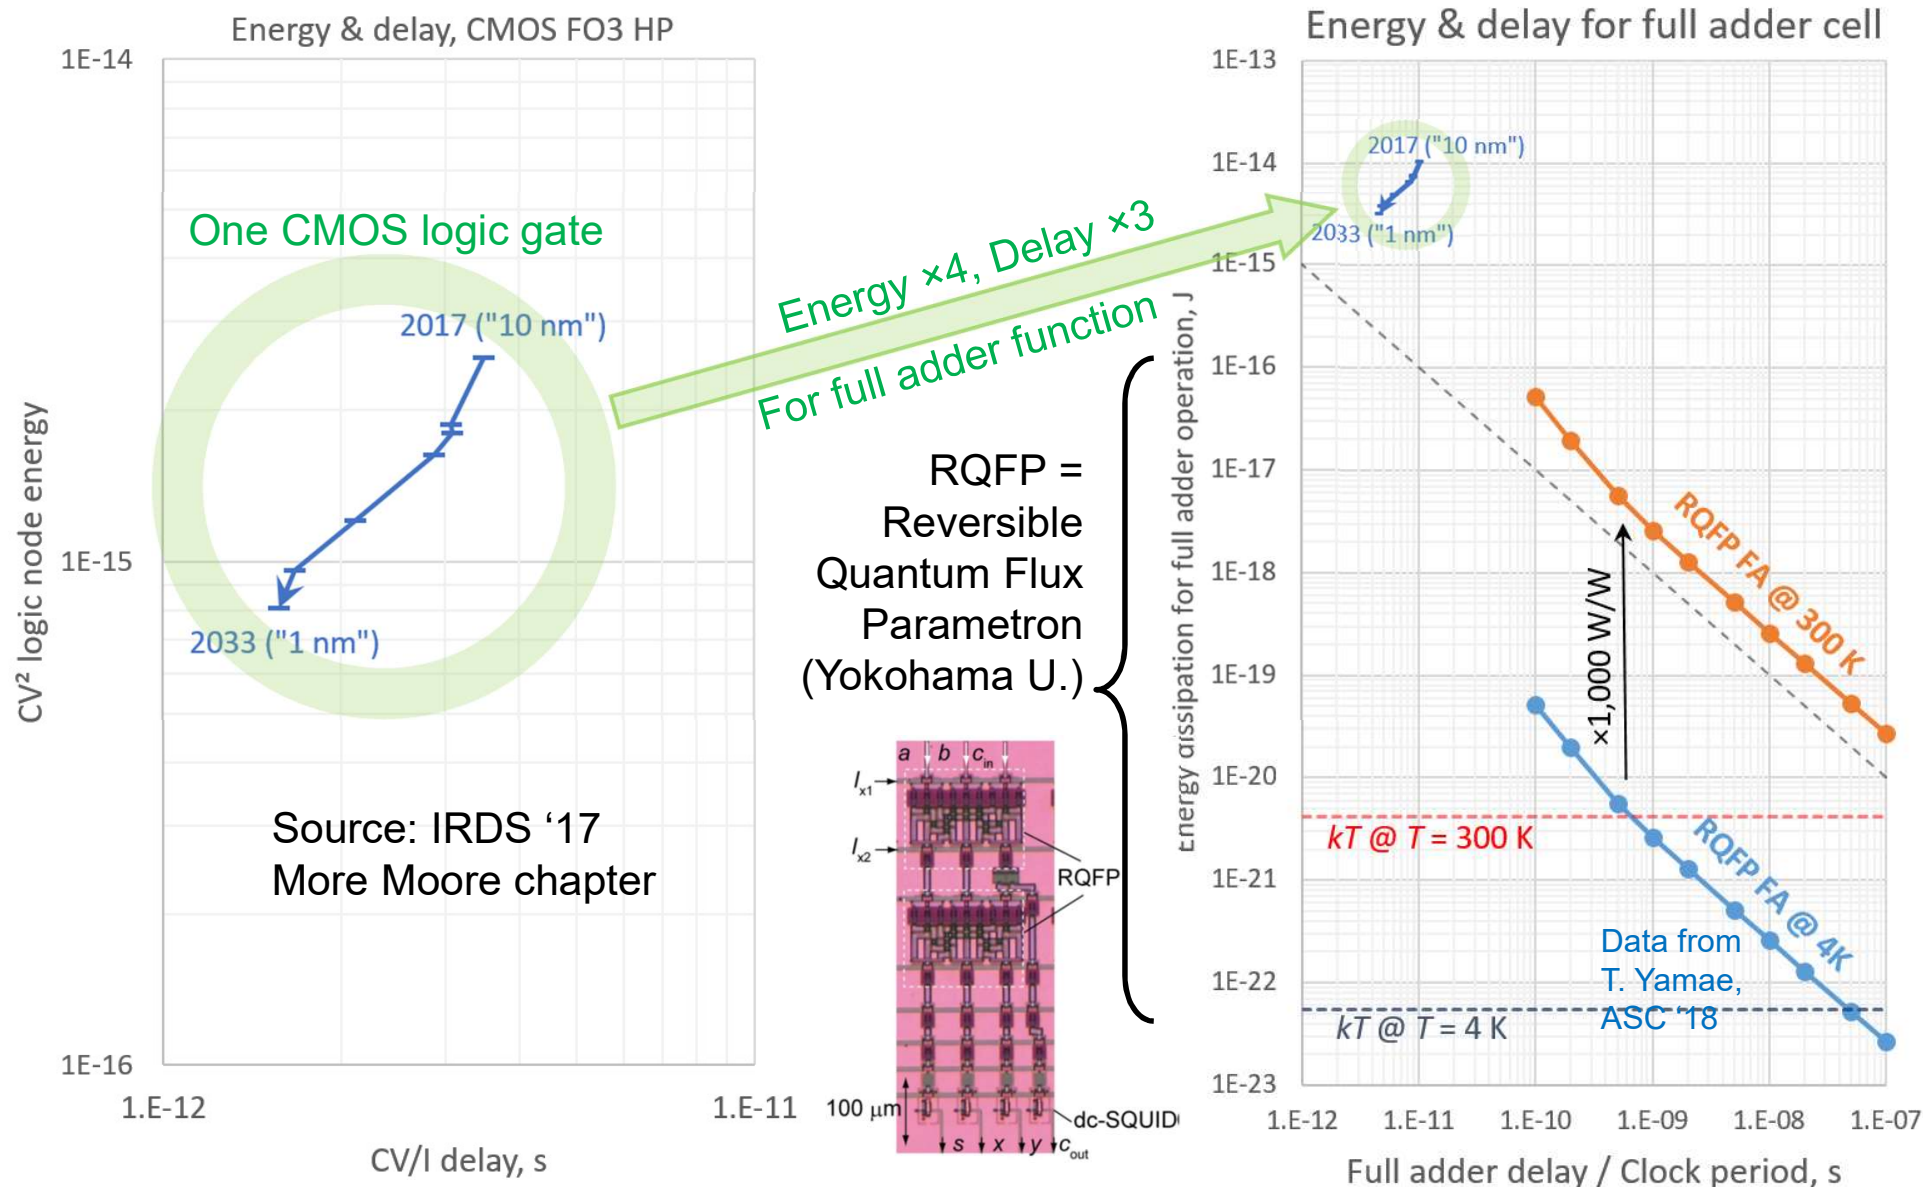 Energy & delay, CMOS FO3 HP
1E-14
1E-15
1E-16
CV² logic node energy
One CMOS logic gate
2017 ("10 nm")
2033 ("1 nm")
Source: IRDS ‘17
More Moore chapter
1.E-12
1.E-11
CV/I delay, s
Energy ×4, Delay ×3
For full adder function
RQFP =
Reversible
Quantum Flux
Parametron
(Yokohama U.)
a
b
cin
Ix1
Ix2
RQFP
100 µm
dc-SQUID
s
x
y
cout
Energy & delay for full adder cell
1E-13
1E-14
1E-15
1E-16
1E-17
1E-18
1E-19
1E-20
1E-21
1E-22
1E-23
Energy dissipation for full adder operation, J
2017 ("10 nm")
2033 ("1 nm")
RQFP FA @ 300 K
×1,000 W/W
kT @ T = 300 K
RQFP FA @ 4K
Data from
T. Yamae,
ASC ‘18
kT @ T = 4 K
1.E-12
1.E-11
1.E-10
1.E-09
1.E-08
1.E-07
Full adder delay / Clock period, s